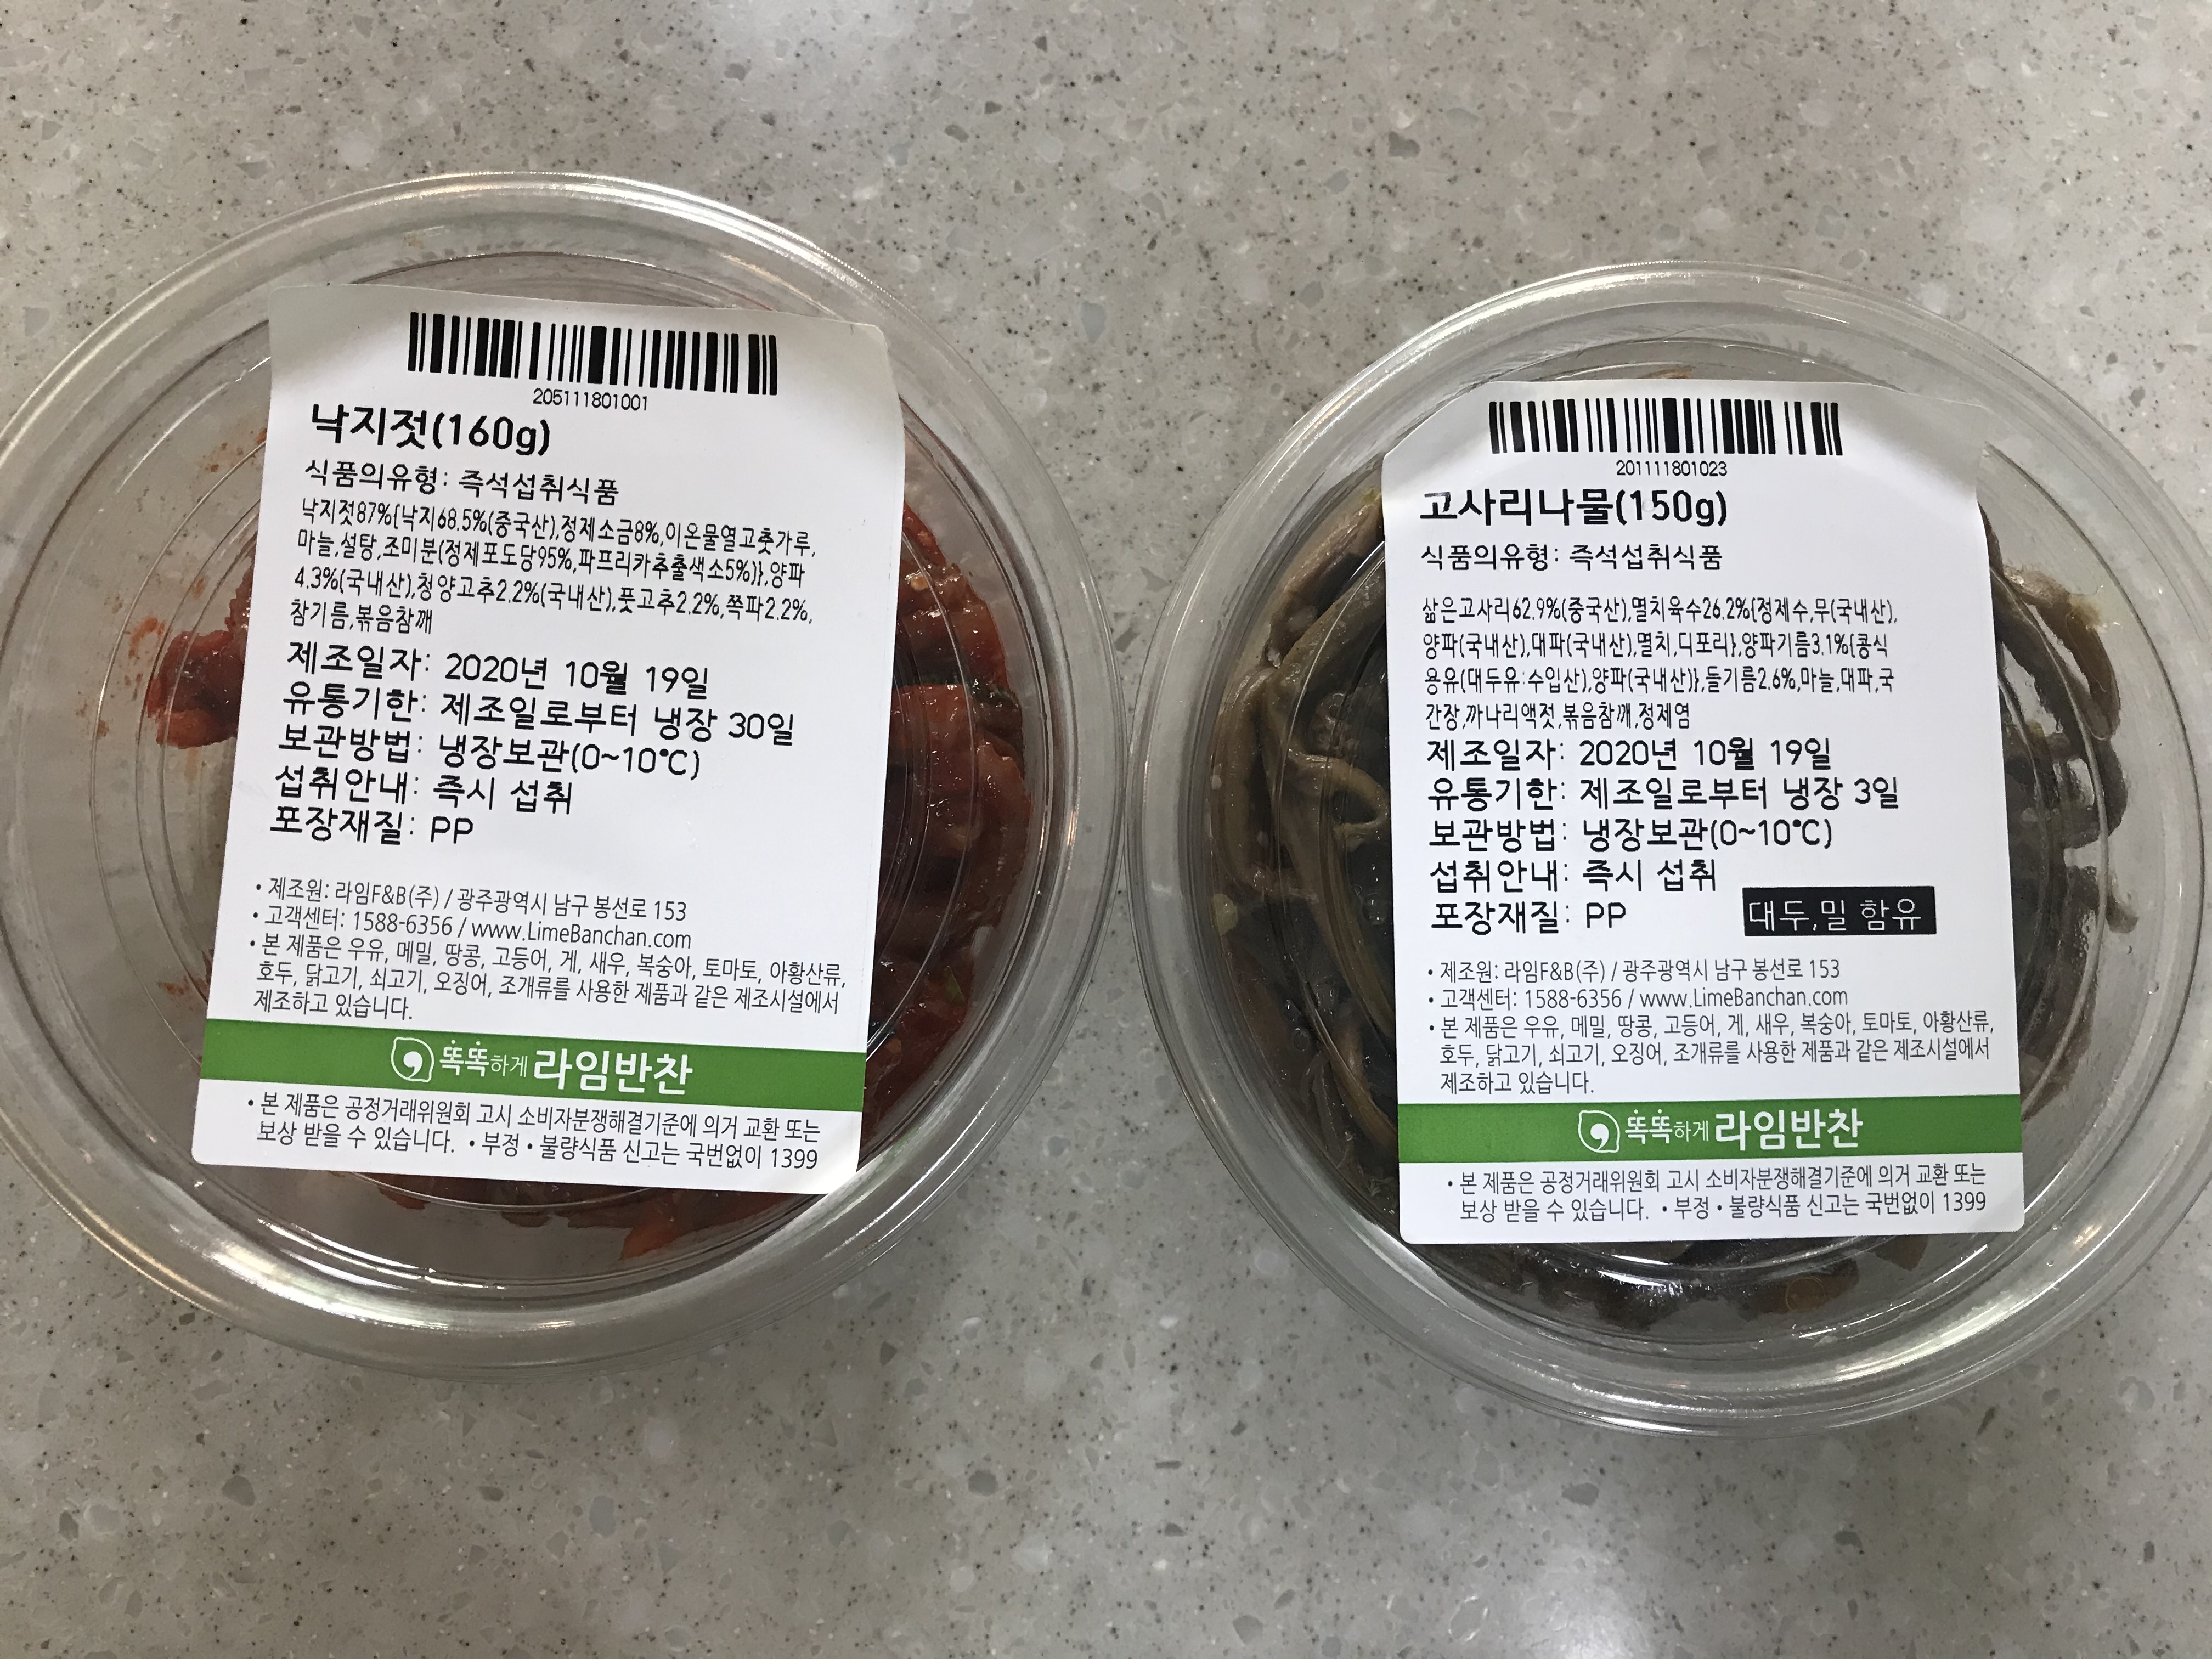 205111801001
낙지젓(160g)
식품의유형: 즉석섭취식품
낙지젓87%{낙지68.5%(중국산),정제소금8%,이온물열고춧가루,
마늘,설탕,조미분(정제포도당95%,파프리카추출색소5%)},양파
4.3%(국내산),청양고추2.2%(국내산),풋고추2.2%,쪽파2.2%,
참기름,볶음참깨
제조일자: 2020년 10월 19일
유통기한: 제조일로부터 냉장 30일
보관방법: 냉장보관(0~10℃)
섭취안내: 즉시 섭취
포장재질: PP
• 제조원: 라임F&B(주) / 광주광역시 남구 봉선로 153
• 고객센터: 1588-6356 / www.LimeBanchan.com
• 본 제품은 우유, 메밀, 땅콩, 고등어, 게, 새우, 복숭아, 토마토, 아황산류,
호두, 닭고기, 쇠고기, 오징어, 조개류를 사용한 제품과 같은 제조시설에서
제조하고 있습니다.
똑똑하게 라임반찬
• 본 제품은 공정거래위원회 고시 소비자분쟁해결기준에 의거 교환 또는
보상 받을 수 있습니다. • 부정 • 불량식품 신고는 국번없이 1399
201111801023
고사리나물(150g)
식품의유형: 즉석섭취식품
삶은고사리62.9%(중국산),멸치육수26.2%{정제수,무(국내산),
양파(국내산),대파(국내산),멸치,디포리},양파기름3.1%{콩식
용유(대두유:수입산),양파(국내산)},들기름2.6%,마늘,대파,국
간장,까나리액젓,볶음참깨,정제염
제조일자: 2020년 10월 19일
유통기한: 제조일로부터 냉장 3일
보관방법: 냉장보관(0~10℃)
섭취안내: 즉시 섭취
포장재질: PP 대두,밀 함유
• 제조원: 라임F&B(주) / 광주광역시 남구 봉선로 153
• 고객센터: 1588-6356 / www.LimeBanchan.com
• 본 제품은 우유, 메밀, 땅콩, 고등어, 게, 새우, 복숭아, 토마토, 아황산류,
호두, 닭고기, 쇠고기, 오징어, 조개류를 사용한 제품과 같은 제조시설에서
제조하고 있습니다.
똑똑하게 라임반찬
• 본 제품은 공정거래위원회 고시 소비자분쟁해결기준에 의거 교환 또는
보상 받을 수 있습니다. • 부정 • 불량식품 신고는 국번없이 1399